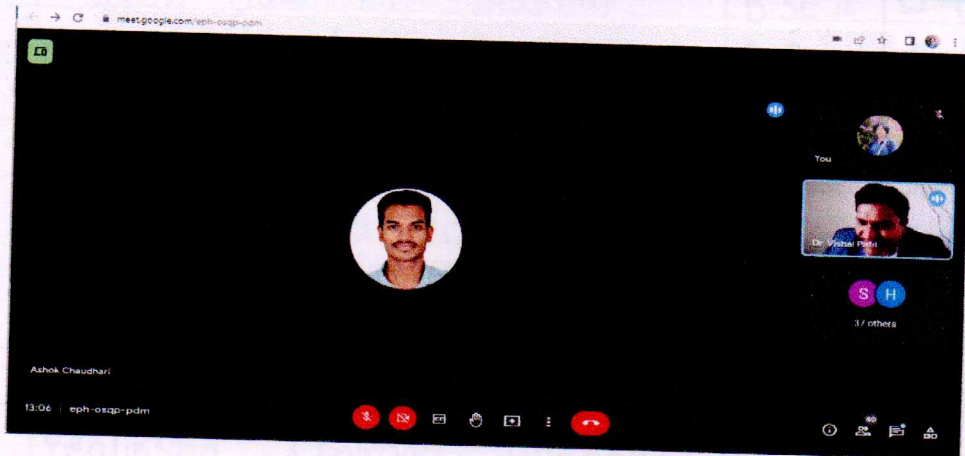 meet.google.com/eph-osqp-pdm
You
Dr Vishal Patil
S H
37 others
Ashok Chaudhari
13:06 | eph-osqp-pdm
40